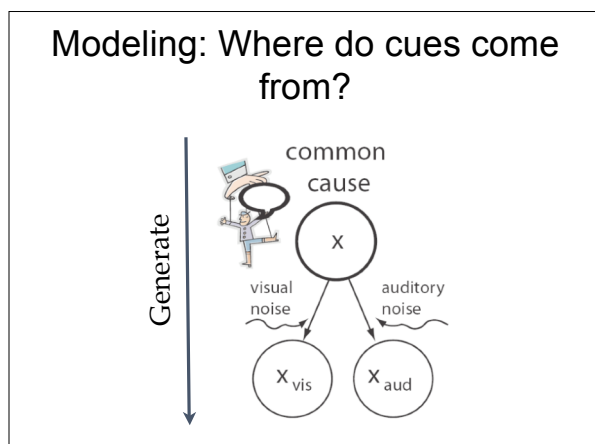 Modeling: Where do cues come
from?
common
cause
Generate
x
visual
noise
auditory
noise
x vis
x aud